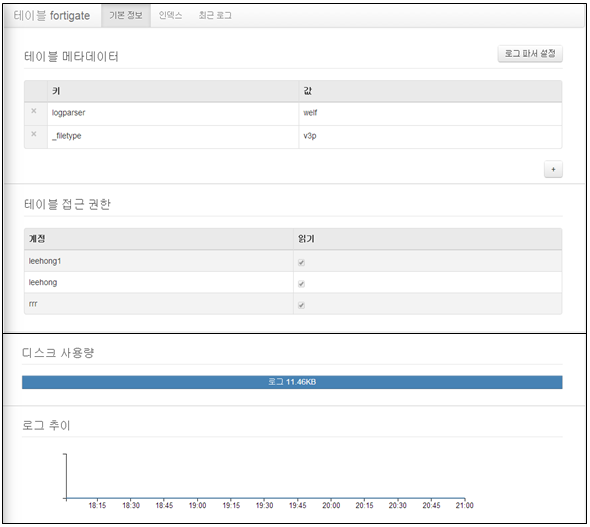 테이블 fortigate 기본 정보 인덱스 최근 로그
테이블 메타데이터 로그 파서 설정
키 값
× logparser welf
× _filetype v3p
+
테이블 접근 권한
계정 읽기
leehong1
leehong
rrr
디스크 사용량
로그 11.46KB
로그 추이
18:15 18:30 18:45 19:00 19:15 19:30 19:45 20:00 20:15 20:30 20:45 21:00